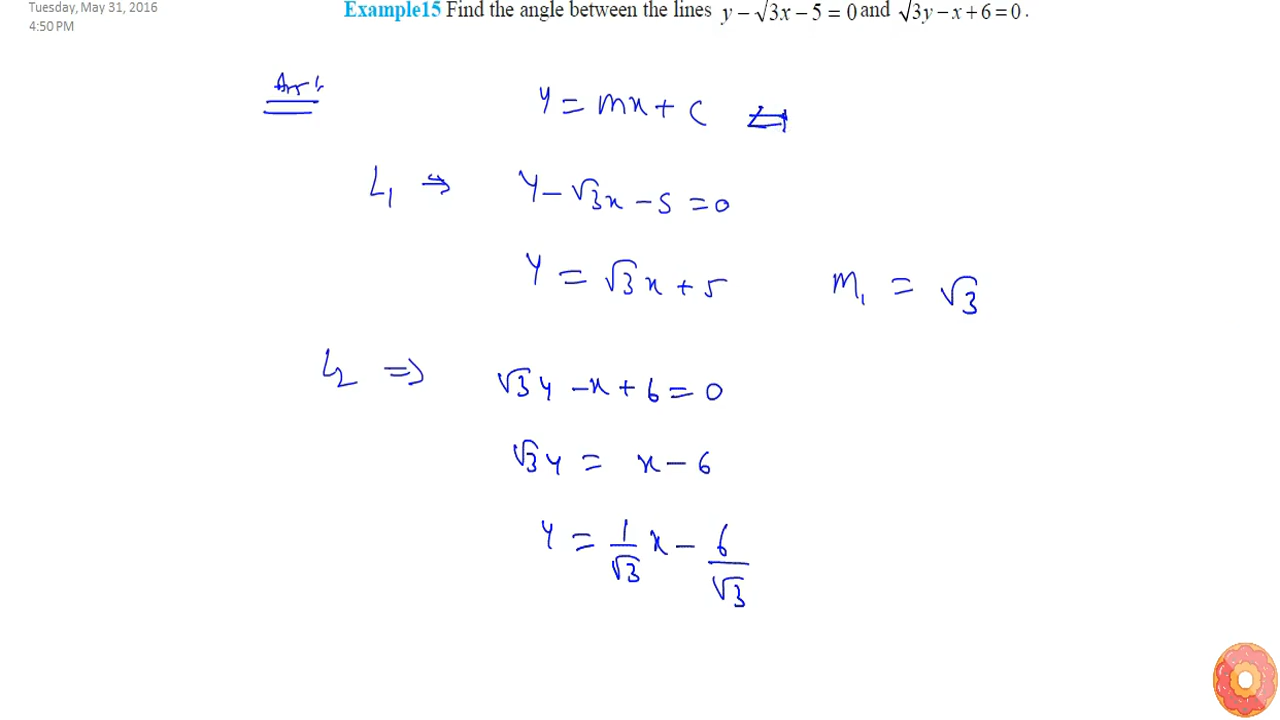 Tuesday, May 31, 2016
4:50 PM
Example15 Find the angle between the lines y − √3x − 5 = 0 and √3y − x + 6 = 0 .
Ans:
y = mx + c
L₁ ⇒ y − √3x − 5 = 0
y = √3x + 5 m₁ = √3
L₂ ⇒ √3y − x + 6 = 0
√3y = x − 6
y = 1/√3 x − 6/√3